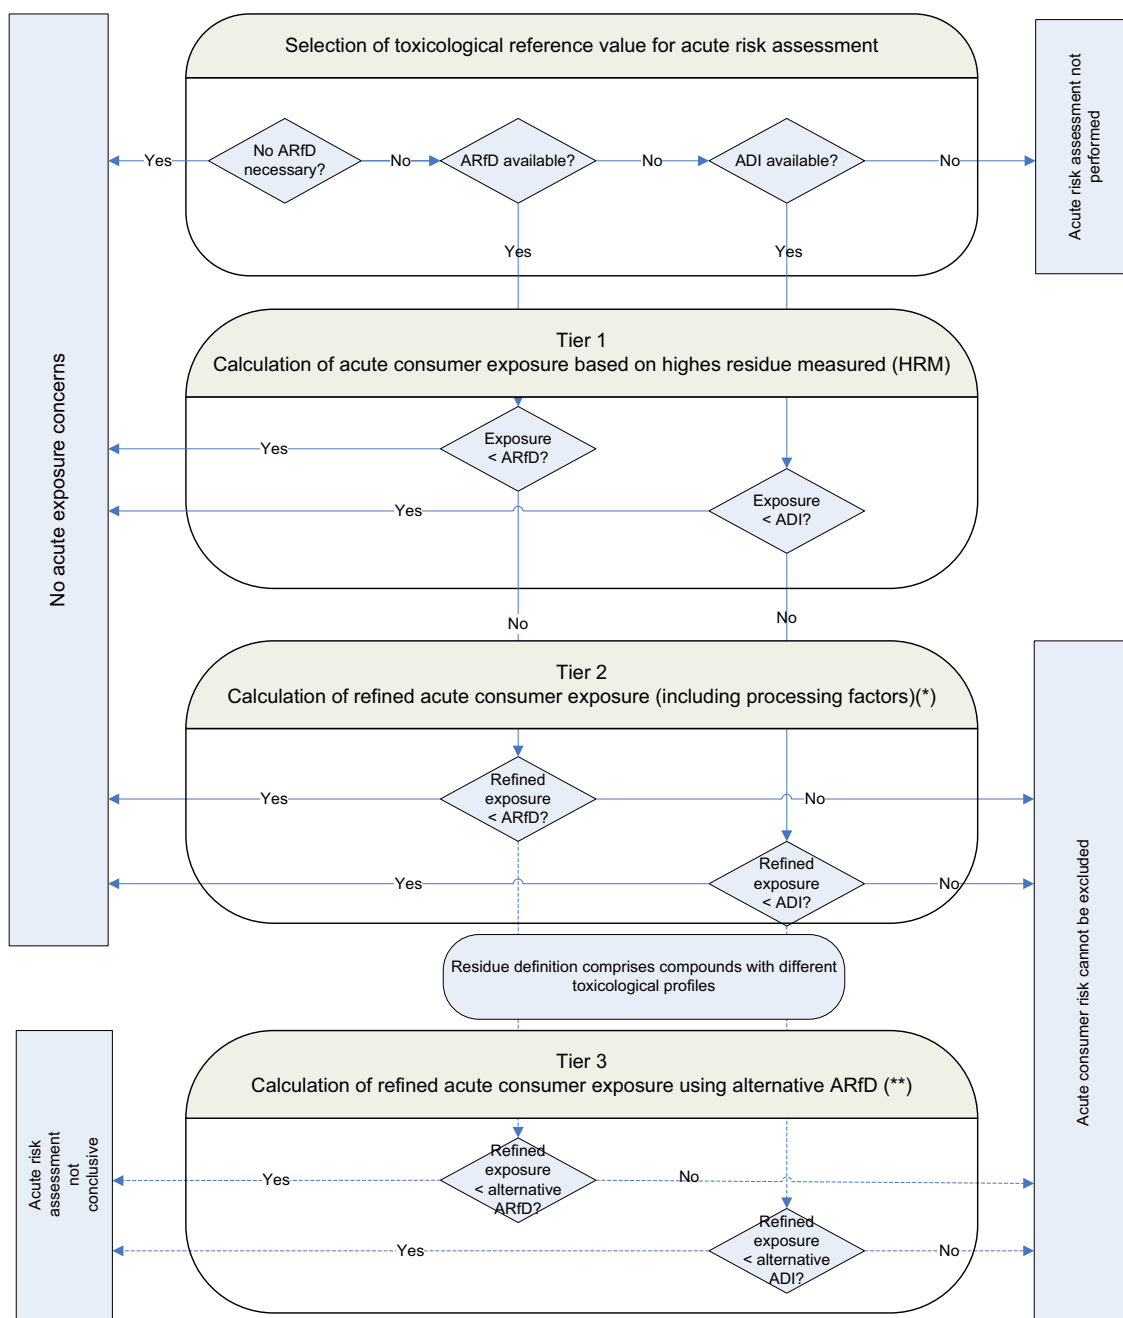 Selection of toxicological reference value for acute risk assessment
Acute risk assessment not
performed
Yes
No ARfD
necessary?
No
ARfD available?
No
ADI available?
No
Yes
Yes
No acute exposure concerns
Tier 1
Calculation of acute consumer exposure based on highes residue measured (HRM)
Yes
Exposure
< ARfD?
Yes
Exposure
< ADI?
No
No
Tier 2
Calculation of refined acute consumer exposure (including processing factors)(*)
Yes
Refined
exposure
< ARfD?
No
Yes
Refined
exposure
< ADI?
No
Acute consumer risk cannot be excluded
Residue definition comprises compounds with different
toxicological profiles
Tier 3
Calculation of refined acute consumer exposure using alternative ARfD (**)
Acute risk
assessment
not
conclusive
Yes
Refined
exposure
< alternative
ARfD?
No
Yes
Refined
exposure
< alternative
ADI?
No